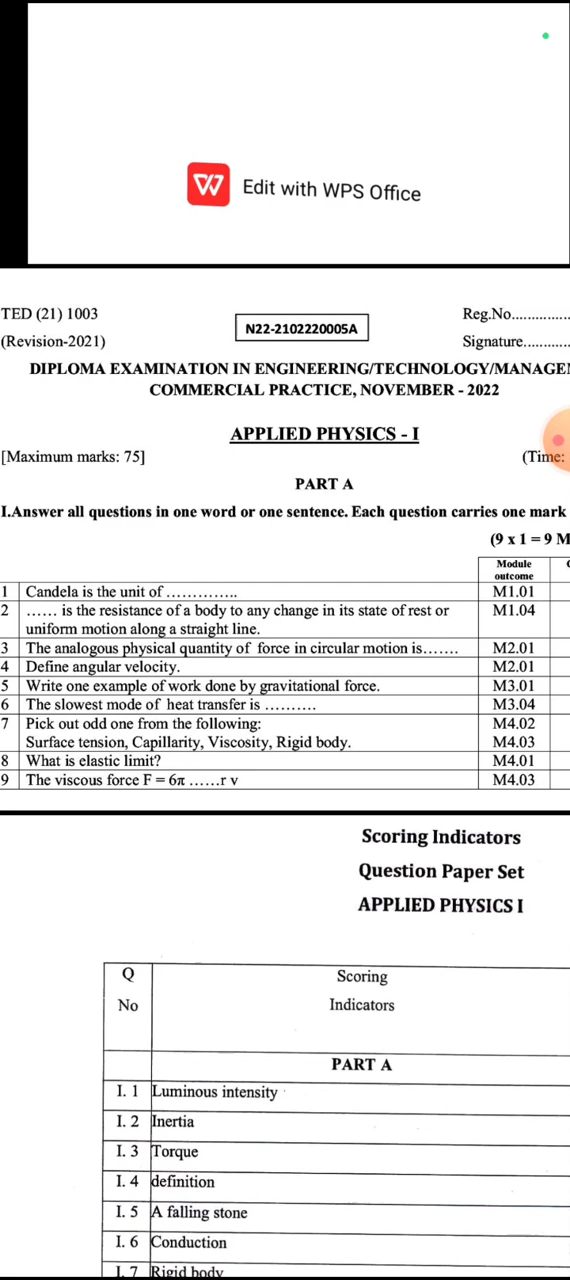 Edit with WPS Office
TED (21) 1003
Reg.No...............
N22-2102220005A
(Revision-2021)
Signature............
DIPLOMA EXAMINATION IN ENGINEERING/TECHNOLOGY/MANAGE
COMMERCIAL PRACTICE, NOVEMBER - 2022
APPLIED PHYSICS - I
[Maximum marks: 75]
(Time:
PART A
I.Answer all questions in one word or one sentence. Each question carries one mark
(9 x 1 = 9 M
Module
outcome
1 Candela is the unit of ………….. M1.01
2 …… is the resistance of a body to any change in its state of rest or M1.04
uniform motion along a straight line.
3 The analogous physical quantity of force in circular motion is……. M2.01
4 Define angular velocity. M2.01
5 Write one example of work done by gravitational force. M3.01
6 The slowest mode of heat transfer is ………. M3.04
7 Pick out odd one from the following: M4.02
Surface tension, Capillarity, Viscosity, Rigid body. M4.03
8 What is elastic limit? M4.01
9 The viscous force F = 6π ……r v M4.03
Scoring Indicators
Question Paper Set
APPLIED PHYSICS I
Q Scoring
No Indicators
PART A
I. 1 Luminous intensity
I. 2 Inertia
I. 3 Torque
I. 4 definition
I. 5 A falling stone
I. 6 Conduction
I. 7 Rigid body